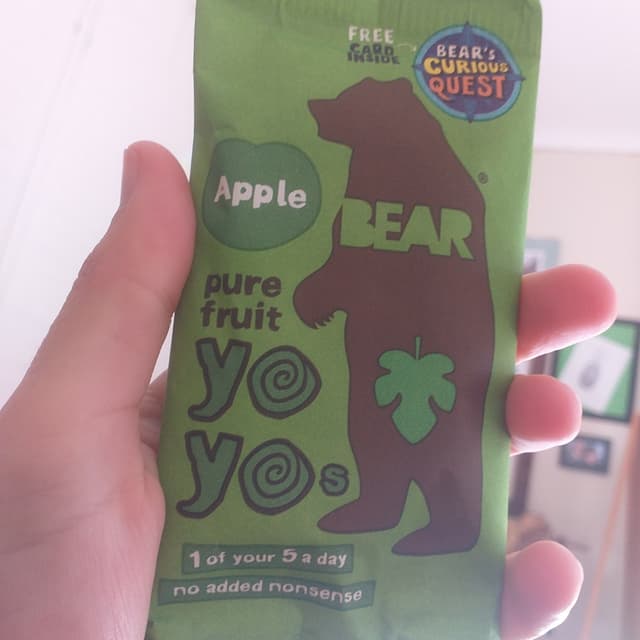 FREE
CARD
INSIDE
BEAR'S
CURIOUS
QUEST
Apple
BEAR
®
pure
fruit
yo
yos
1 of your 5 a day
no added nonsense